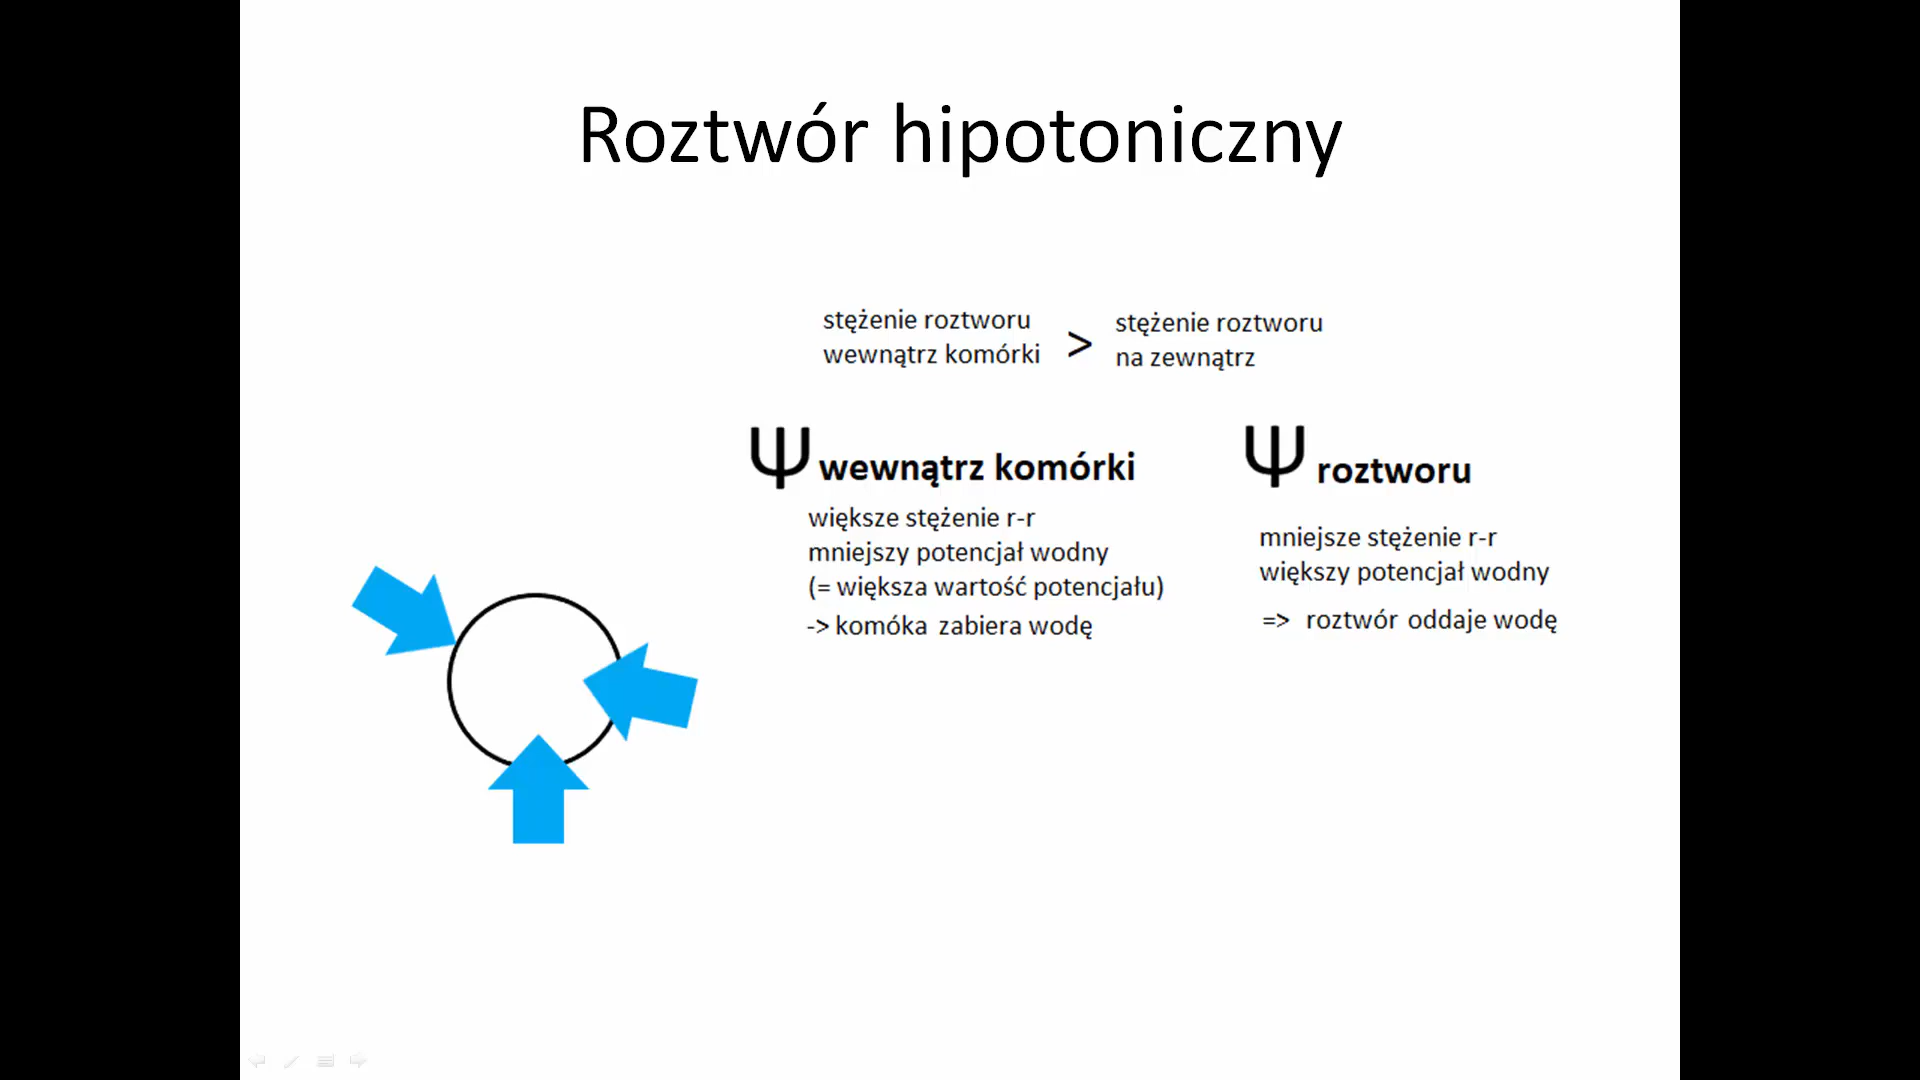 Roztwór hipotoniczny
stężenie roztworu
wewnątrz komórki
>
stężenie roztworu
na zewnątrz
Ψ wewnątrz komórki
większe stężenie r-r
mniejszy potencjał wodny
(= większa wartość potencjału)
-> komóka zabiera wodę
Ψ roztworu
mniejsze stężenie r-r
większy potencjał wodny
=> roztwór oddaje wodę